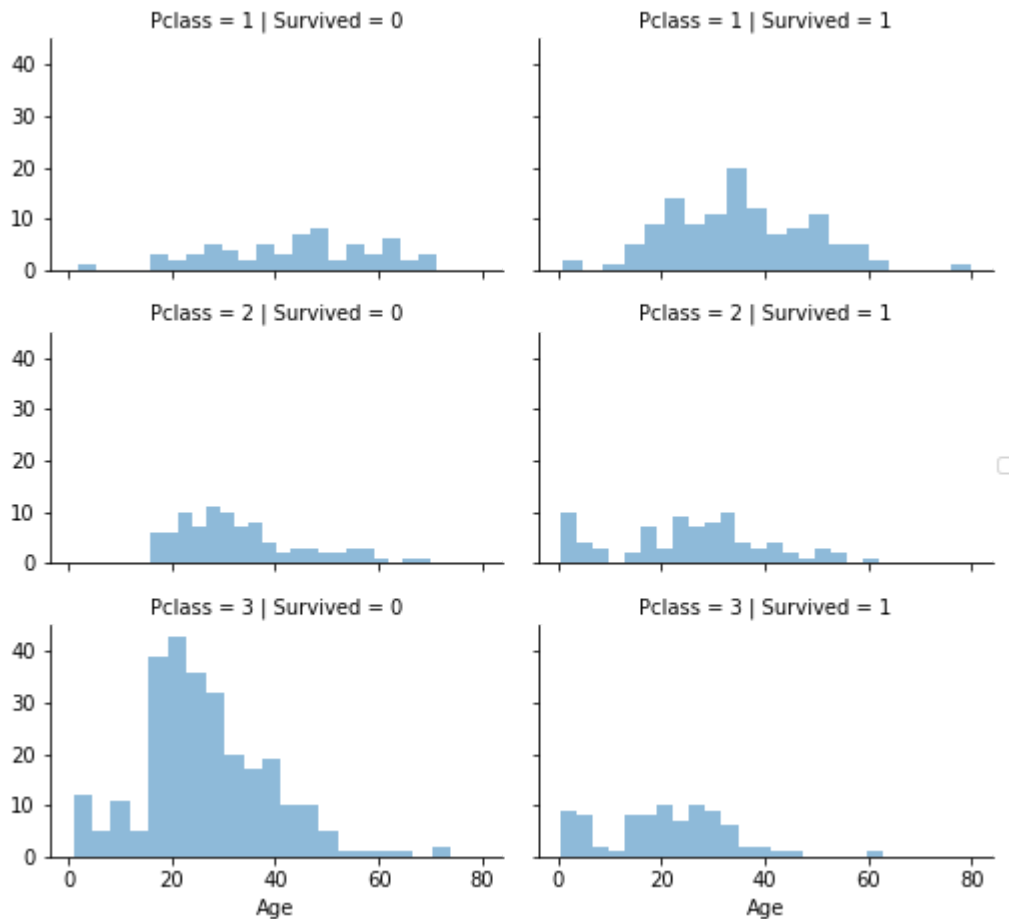 Pclass = 1 | Survived = 0
Pclass = 1 | Survived = 1
40
30
20
10
0
Pclass = 2 | Survived = 0
Pclass = 2 | Survived = 1
40
30
20
10
0
Pclass = 3 | Survived = 0
Pclass = 3 | Survived = 1
40
30
20
10
0
0 20 40 60 80
0 20 40 60 80
Age
Age